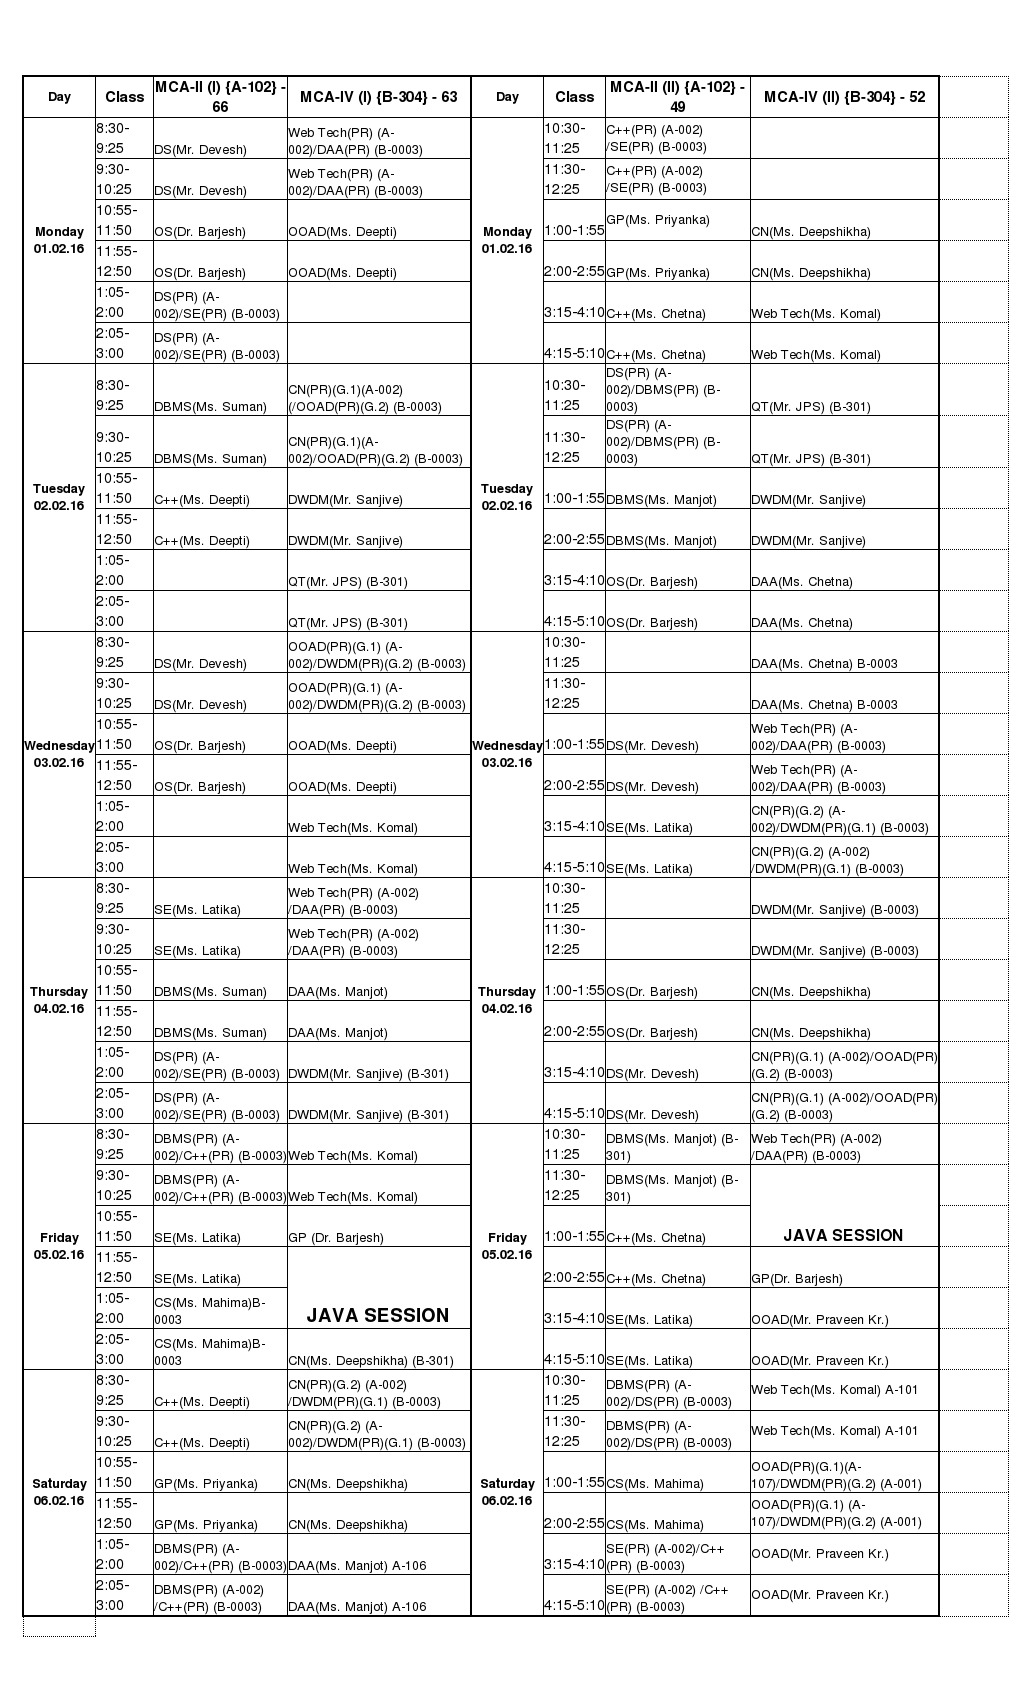 Day Class MCA-II (I) {A-102} - 66 MCA-IV (I) {B-304} - 63 Day Class MCA-II (II) {A-102} - 49 MCA-IV (II) {B-304} - 52
Monday 01.02.16 8:30-9:25 DS(Mr. Devesh) Web Tech(PR) (A-002)/DAA(PR) (B-0003) Monday 01.02.16 10:30-11:25 C++(PR) (A-002) /SE(PR) (B-0003)
9:30-10:25 DS(Mr. Devesh) Web Tech(PR) (A-002)/DAA(PR) (B-0003) 11:30-12:25 C++(PR) (A-002) /SE(PR) (B-0003)
10:55-11:50 OS(Dr. Barjesh) OOAD(Ms. Deepti) 1:00-1:55 GP(Ms. Priyanka) CN(Ms. Deepshikha)
11:55-12:50 OS(Dr. Barjesh) OOAD(Ms. Deepti) 2:00-2:55 GP(Ms. Priyanka) CN(Ms. Deepshikha)
1:05-2:00 DS(PR) (A-002)/SE(PR) (B-0003) 3:15-4:10 C++(Ms. Chetna) Web Tech(Ms. Komal)
2:05-3:00 DS(PR) (A-002)/SE(PR) (B-0003) 4:15-5:10 C++(Ms. Chetna) Web Tech(Ms. Komal)
Tuesday 02.02.16 8:30-9:25 DBMS(Ms. Suman) CN(PR)(G.1)(A-002) (/OOAD(PR)(G.2) (B-0003) Tuesday 02.02.16 10:30-11:25 DS(PR) (A-002)/DBMS(PR) (B-0003) QT(Mr. JPS) (B-301)
9:30-10:25 DBMS(Ms. Suman) CN(PR)(G.1)(A-002)/OOAD(PR)(G.2) (B-0003) 11:30-12:25 DS(PR) (A-002)/DBMS(PR) (B-0003) QT(Mr. JPS) (B-301)
10:55-11:50 C++(Ms. Deepti) DWDM(Mr. Sanjive) 1:00-1:55 DBMS(Ms. Manjot) DWDM(Mr. Sanjive)
11:55-12:50 C++(Ms. Deepti) DWDM(Mr. Sanjive) 2:00-2:55 DBMS(Ms. Manjot) DWDM(Mr. Sanjive)
1:05-2:00 QT(Mr. JPS) (B-301) 3:15-4:10 OS(Dr. Barjesh) DAA(Ms. Chetna)
2:05-3:00 QT(Mr. JPS) (B-301) 4:15-5:10 OS(Dr. Barjesh) DAA(Ms. Chetna)
Wednesday 03.02.16 8:30-9:25 DS(Mr. Devesh) OOAD(PR)(G.1) (A-002)/DWDM(PR)(G.2) (B-0003) Wednesday 03.02.16 10:30-11:25 DAA(Ms. Chetna) B-0003
9:30-10:25 DS(Mr. Devesh) OOAD(PR)(G.1) (A-002)/DWDM(PR)(G.2) (B-0003) 11:30-12:25 DAA(Ms. Chetna) B-0003
10:55-11:50 OS(Dr. Barjesh) OOAD(Ms. Deepti) 1:00-1:55 DS(Mr. Devesh) Web Tech(PR) (A-002)/DAA(PR) (B-0003)
11:55-12:50 OS(Dr. Barjesh) OOAD(Ms. Deepti) 2:00-2:55 DS(Mr. Devesh) Web Tech(PR) (A-002)/DAA(PR) (B-0003)
1:05-2:00 Web Tech(Ms. Komal) 3:15-4:10 SE(Ms. Latika) CN(PR)(G.2) (A-002)/DWDM(PR)(G.1) (B-0003)
2:05-3:00 Web Tech(Ms. Komal) 4:15-5:10 SE(Ms. Latika) CN(PR)(G.2) (A-002) /DWDM(PR)(G.1) (B-0003)
Thursday 04.02.16 8:30-9:25 SE(Ms. Latika) Web Tech(PR) (A-002) /DAA(PR) (B-0003) Thursday 04.02.16 10:30-11:25 DWDM(Mr. Sanjive) (B-0003)
9:30-10:25 SE(Ms. Latika) Web Tech(PR) (A-002) /DAA(PR) (B-0003) 11:30-12:25 DWDM(Mr. Sanjive) (B-0003)
10:55-11:50 DBMS(Ms. Suman) DAA(Ms. Manjot) 1:00-1:55 OS(Dr. Barjesh) CN(Ms. Deepshikha)
11:55-12:50 DBMS(Ms. Suman) DAA(Ms. Manjot) 2:00-2:55 OS(Dr. Barjesh) CN(Ms. Deepshikha)
1:05-2:00 DS(PR) (A-002)/SE(PR) (B-0003) DWDM(Mr. Sanjive) (B-301) 3:15-4:10 DS(Mr. Devesh) CN(PR)(G.1) (A-002)/OOAD(PR) (G.2) (B-0003)
2:05-3:00 DS(PR) (A-002)/SE(PR) (B-0003) DWDM(Mr. Sanjive) (B-301) 4:15-5:10 DS(Mr. Devesh) CN(PR)(G.1) (A-002)/OOAD(PR) (G.2) (B-0003)
Friday 05.02.16 8:30-9:25 DBMS(PR) (A-002)/C++(PR) (B-0003) Web Tech(Ms. Komal) Friday 05.02.16 10:30-11:25 DBMS(Ms. Manjot) (B-301) Web Tech(PR) (A-002) /DAA(PR) (B-0003)
9:30-10:25 DBMS(PR) (A-002)/C++(PR) (B-0003) Web Tech(Ms. Komal) 11:30-12:25 DBMS(Ms. Manjot) (B-301)
10:55-11:50 SE(Ms. Latika) GP (Dr. Barjesh) 1:00-1:55 C++(Ms. Chetna) JAVA SESSION
11:55-12:50 SE(Ms. Latika) 2:00-2:55 C++(Ms. Chetna) GP(Dr. Barjesh)
1:05-2:00 CS(Ms. Mahima)B-0003 JAVA SESSION 3:15-4:10 SE(Ms. Latika) OOAD(Mr. Praveen Kr.)
2:05-3:00 CS(Ms. Mahima)B-0003 CN(Ms. Deepshikha) (B-301) 4:15-5:10 SE(Ms. Latika) OOAD(Mr. Praveen Kr.)
Saturday 06.02.16 8:30-9:25 C++(Ms. Deepti) CN(PR)(G.2) (A-002) /DWDM(PR)(G.1) (B-0003) Saturday 06.02.16 10:30-11:25 DBMS(PR) (A-002)/DS(PR) (B-0003) Web Tech(Ms. Komal) A-101
9:30-10:25 C++(Ms. Deepti) CN(PR)(G.2) (A-002)/DWDM(PR)(G.1) (B-0003) 11:30-12:25 DBMS(PR) (A-002)/DS(PR) (B-0003) Web Tech(Ms. Komal) A-101
10:55-11:50 GP(Ms. Priyanka) CN(Ms. Deepshikha) 1:00-1:55 CS(Ms. Mahima) OOAD(PR)(G.1)(A-107)/DWDM(PR)(G.2) (A-001)
11:55-12:50 GP(Ms. Priyanka) CN(Ms. Deepshikha) 2:00-2:55 CS(Ms. Mahima) OOAD(PR)(G.1) (A-107)/DWDM(PR)(G.2) (A-001)
1:05-2:00 DBMS(PR) (A-002)/C++(PR) (B-0003) DAA(Ms. Manjot) A-106 3:15-4:10 SE(PR) (A-002)/C++ (PR) (B-0003) OOAD(Mr. Praveen Kr.)
2:05-3:00 DBMS(PR) (A-002) /C++(PR) (B-0003) DAA(Ms. Manjot) A-106 4:15-5:10 SE(PR) (A-002) /C++ (PR) (B-0003) OOAD(Mr. Praveen Kr.)